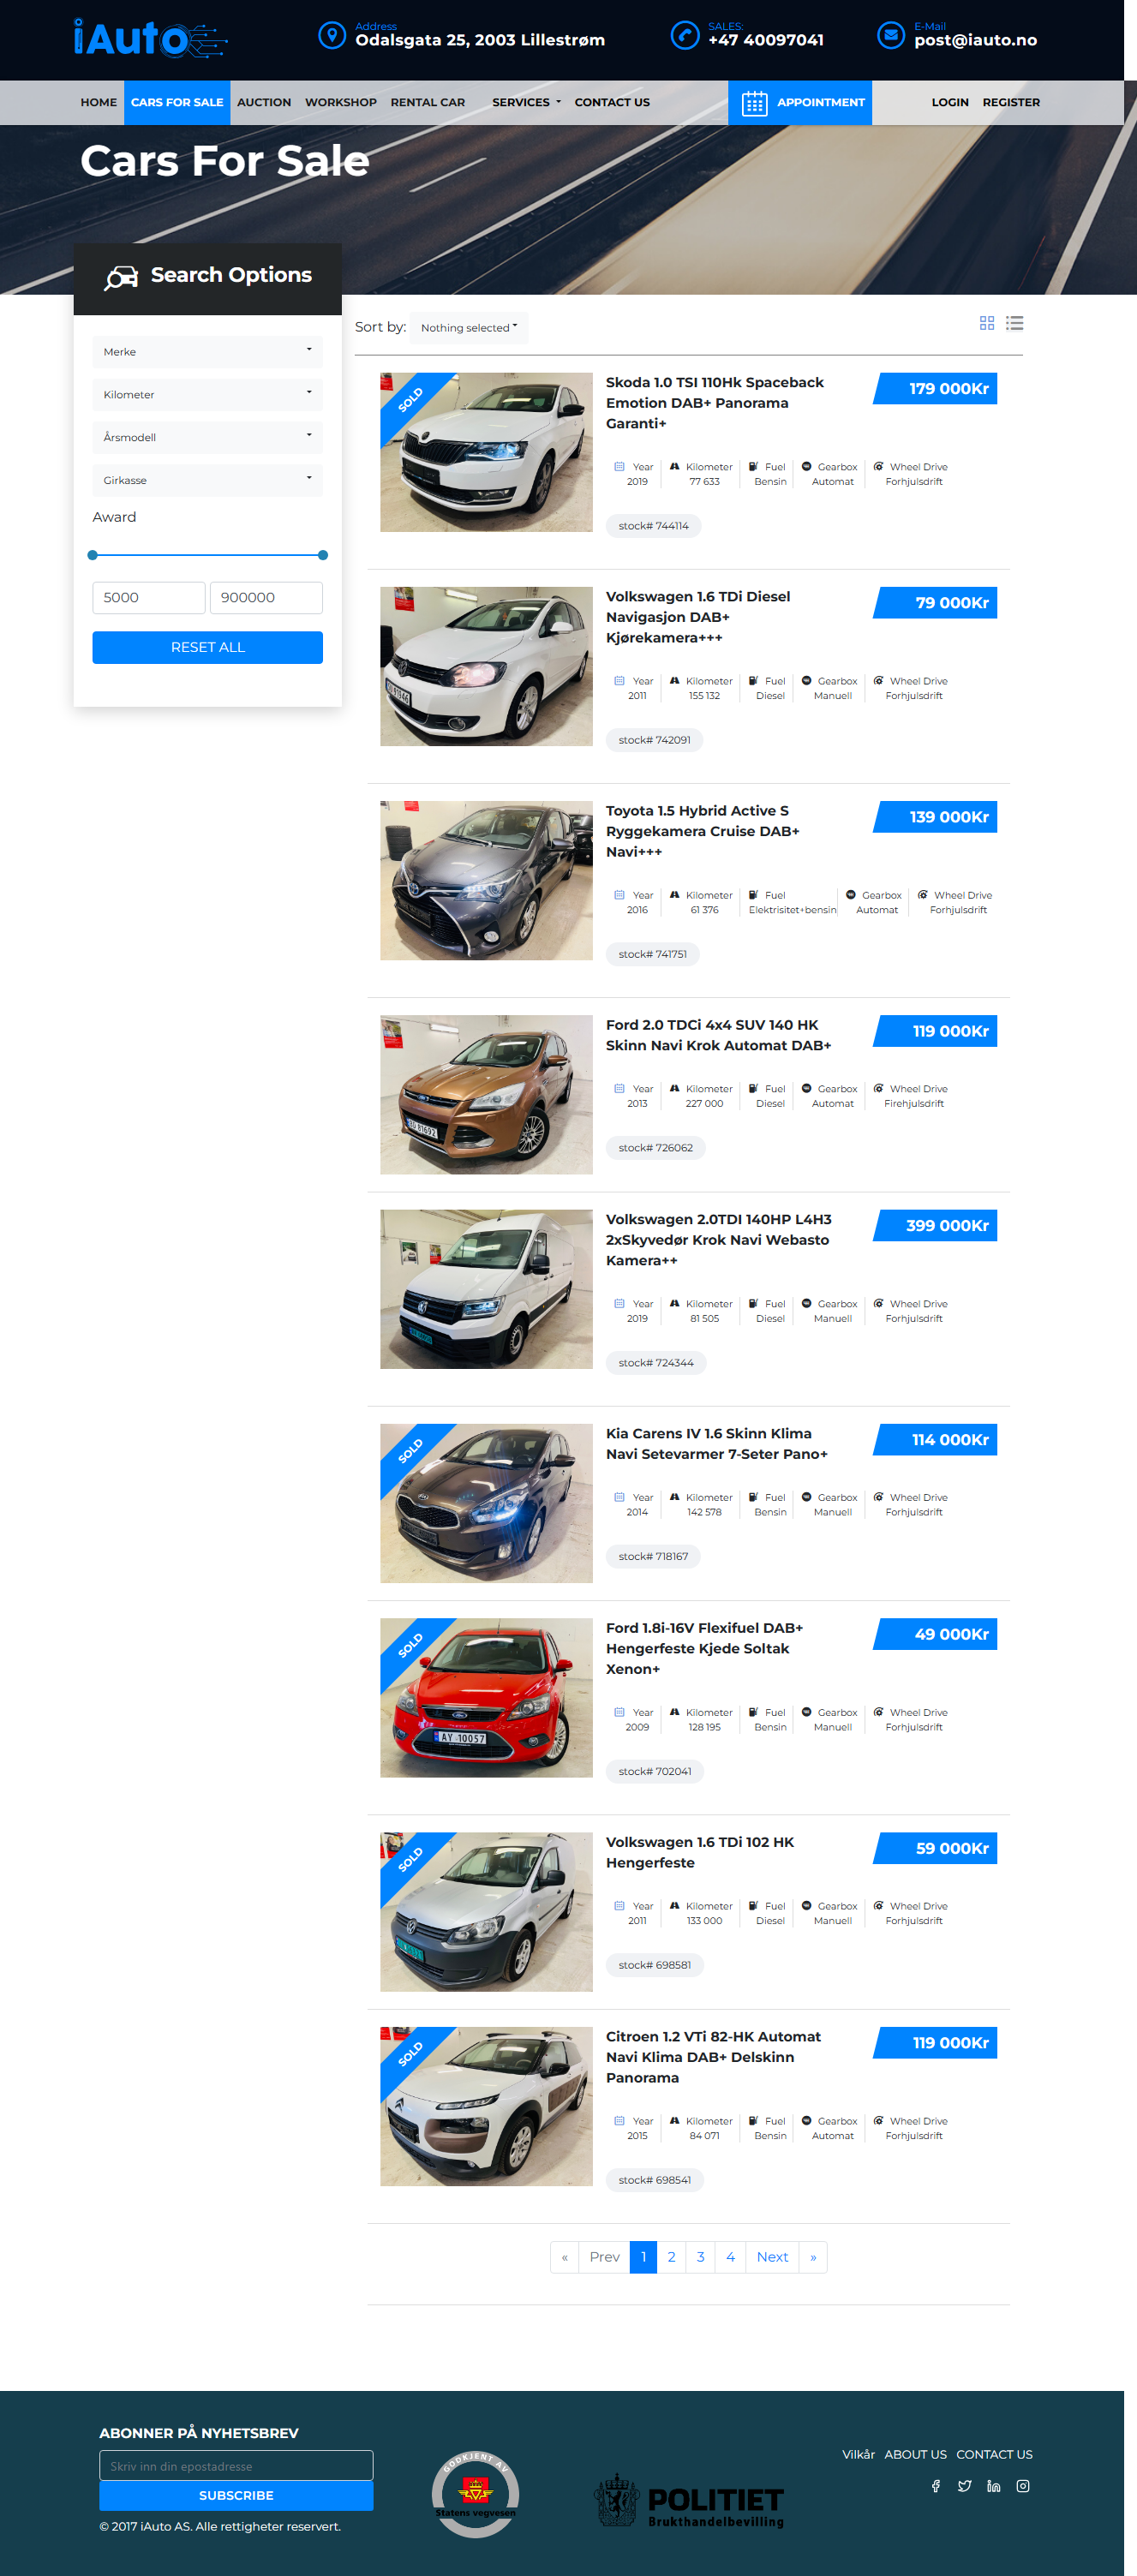 iAuto
Address
Odalsgata 25, 2003 Lillestrøm
SALES:
+47 40097041
E-Mail
post@iauto.no
HOME
CARS FOR SALE
AUCTION
WORKSHOP
RENTAL CAR
SERVICES
CONTACT US
APPOINTMENT
LOGIN
REGISTER
Cars For Sale
Search Options
Merke
Kilometer
Årsmodell
Girkasse
Award
5000
900000
RESET ALL
Sort by: Nothing selected
SOLD
Skoda 1.0 TSI 110Hk Spaceback
Emotion DAB+ Panorama
Garanti+
179 000Kr
Year Kilometer Fuel Gearbox Wheel Drive
2019 77 633 Bensin Automat Forhjulsdrift
stock# 744114
Volkswagen 1.6 TDi Diesel
Navigasjon DAB+
Kjørekamera+++
79 000Kr
Year Kilometer Fuel Gearbox Wheel Drive
2011 155 132 Diesel Manuell Forhjulsdrift
stock# 742091
Toyota 1.5 Hybrid Active S
Ryggekamera Cruise DAB+
Navi+++
139 000Kr
Year Kilometer Fuel Gearbox Wheel Drive
2016 61 376 Elektrisitet+bensin Automat Forhjulsdrift
stock# 741751
Ford 2.0 TDCi 4x4 SUV 140 HK
Skinn Navi Krok Automat DAB+
119 000Kr
Year Kilometer Fuel Gearbox Wheel Drive
2013 227 000 Diesel Automat Firehjulsdrift
stock# 726062
Volkswagen 2.0TDI 140HP L4H3
2xSkyvedør Krok Navi Webasto
Kamera++
399 000Kr
Year Kilometer Fuel Gearbox Wheel Drive
2019 81 505 Diesel Manuell Forhjulsdrift
stock# 724344
SOLD
Kia Carens IV 1.6 Skinn Klima
Navi Setevarmer 7-Seter Pano+
114 000Kr
Year Kilometer Fuel Gearbox Wheel Drive
2014 142 578 Bensin Manuell Forhjulsdrift
stock# 718167
SOLD
AY 10057
Ford 1.8i-16V Flexifuel DAB+
Hengerfeste Kjede Soltak
Xenon+
49 000Kr
Year Kilometer Fuel Gearbox Wheel Drive
2009 128 195 Bensin Manuell Forhjulsdrift
stock# 702041
SOLD
Volkswagen 1.6 TDi 102 HK
Hengerfeste
59 000Kr
Year Kilometer Fuel Gearbox Wheel Drive
2011 133 000 Diesel Manuell Forhjulsdrift
stock# 698581
SOLD
Citroen 1.2 VTi 82-HK Automat
Navi Klima DAB+ Delskinn
Panorama
119 000Kr
Year Kilometer Fuel Gearbox Wheel Drive
2015 84 071 Bensin Automat Forhjulsdrift
stock# 698541
« Prev 1 2 3 4 Next »
ABONNER PÅ NYHETSBREV
Skriv inn din epostadresse
SUBSCRIBE
© 2017 iAuto AS. Alle rettigheter reservert.
GODKJENT AV
Statens vegvesen
POLITIET
Brukthandelbevilling
Vilkår ABOUT US CONTACT US